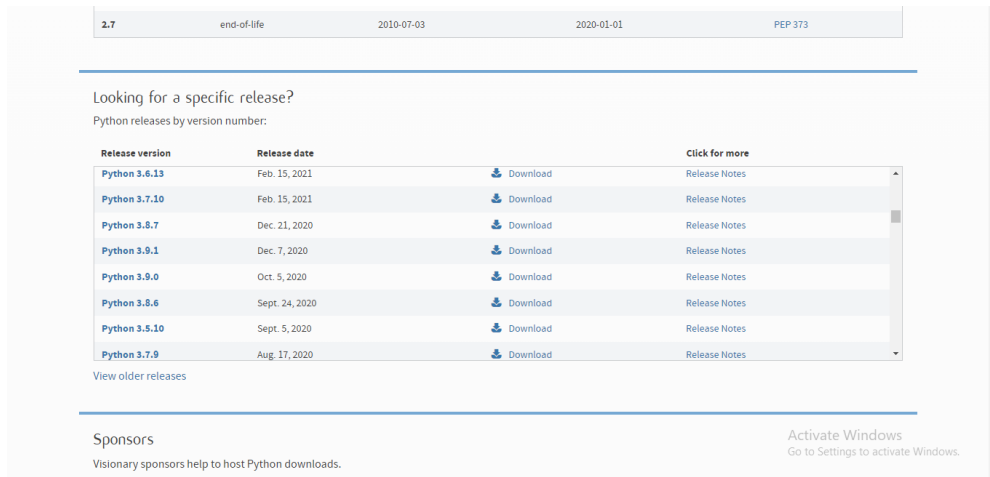 2.7 end-of-life 2010-07-03 2020-01-01 PEP 373
Looking for a specific release?
Python releases by version number:
Release version Release date Click for more
Python 3.6.13 Feb. 15, 2021 Download Release Notes
Python 3.7.10 Feb. 15, 2021 Download Release Notes
Python 3.8.7 Dec. 21, 2020 Download Release Notes
Python 3.9.1 Dec. 7, 2020 Download Release Notes
Python 3.9.0 Oct. 5, 2020 Download Release Notes
Python 3.8.6 Sept. 24, 2020 Download Release Notes
Python 3.5.10 Sept. 5, 2020 Download Release Notes
Python 3.7.9 Aug. 17, 2020 Download Release Notes
View older releases
Sponsors
Visionary sponsors help to host Python downloads.
Activate Windows
Go to Settings to activate Windows.